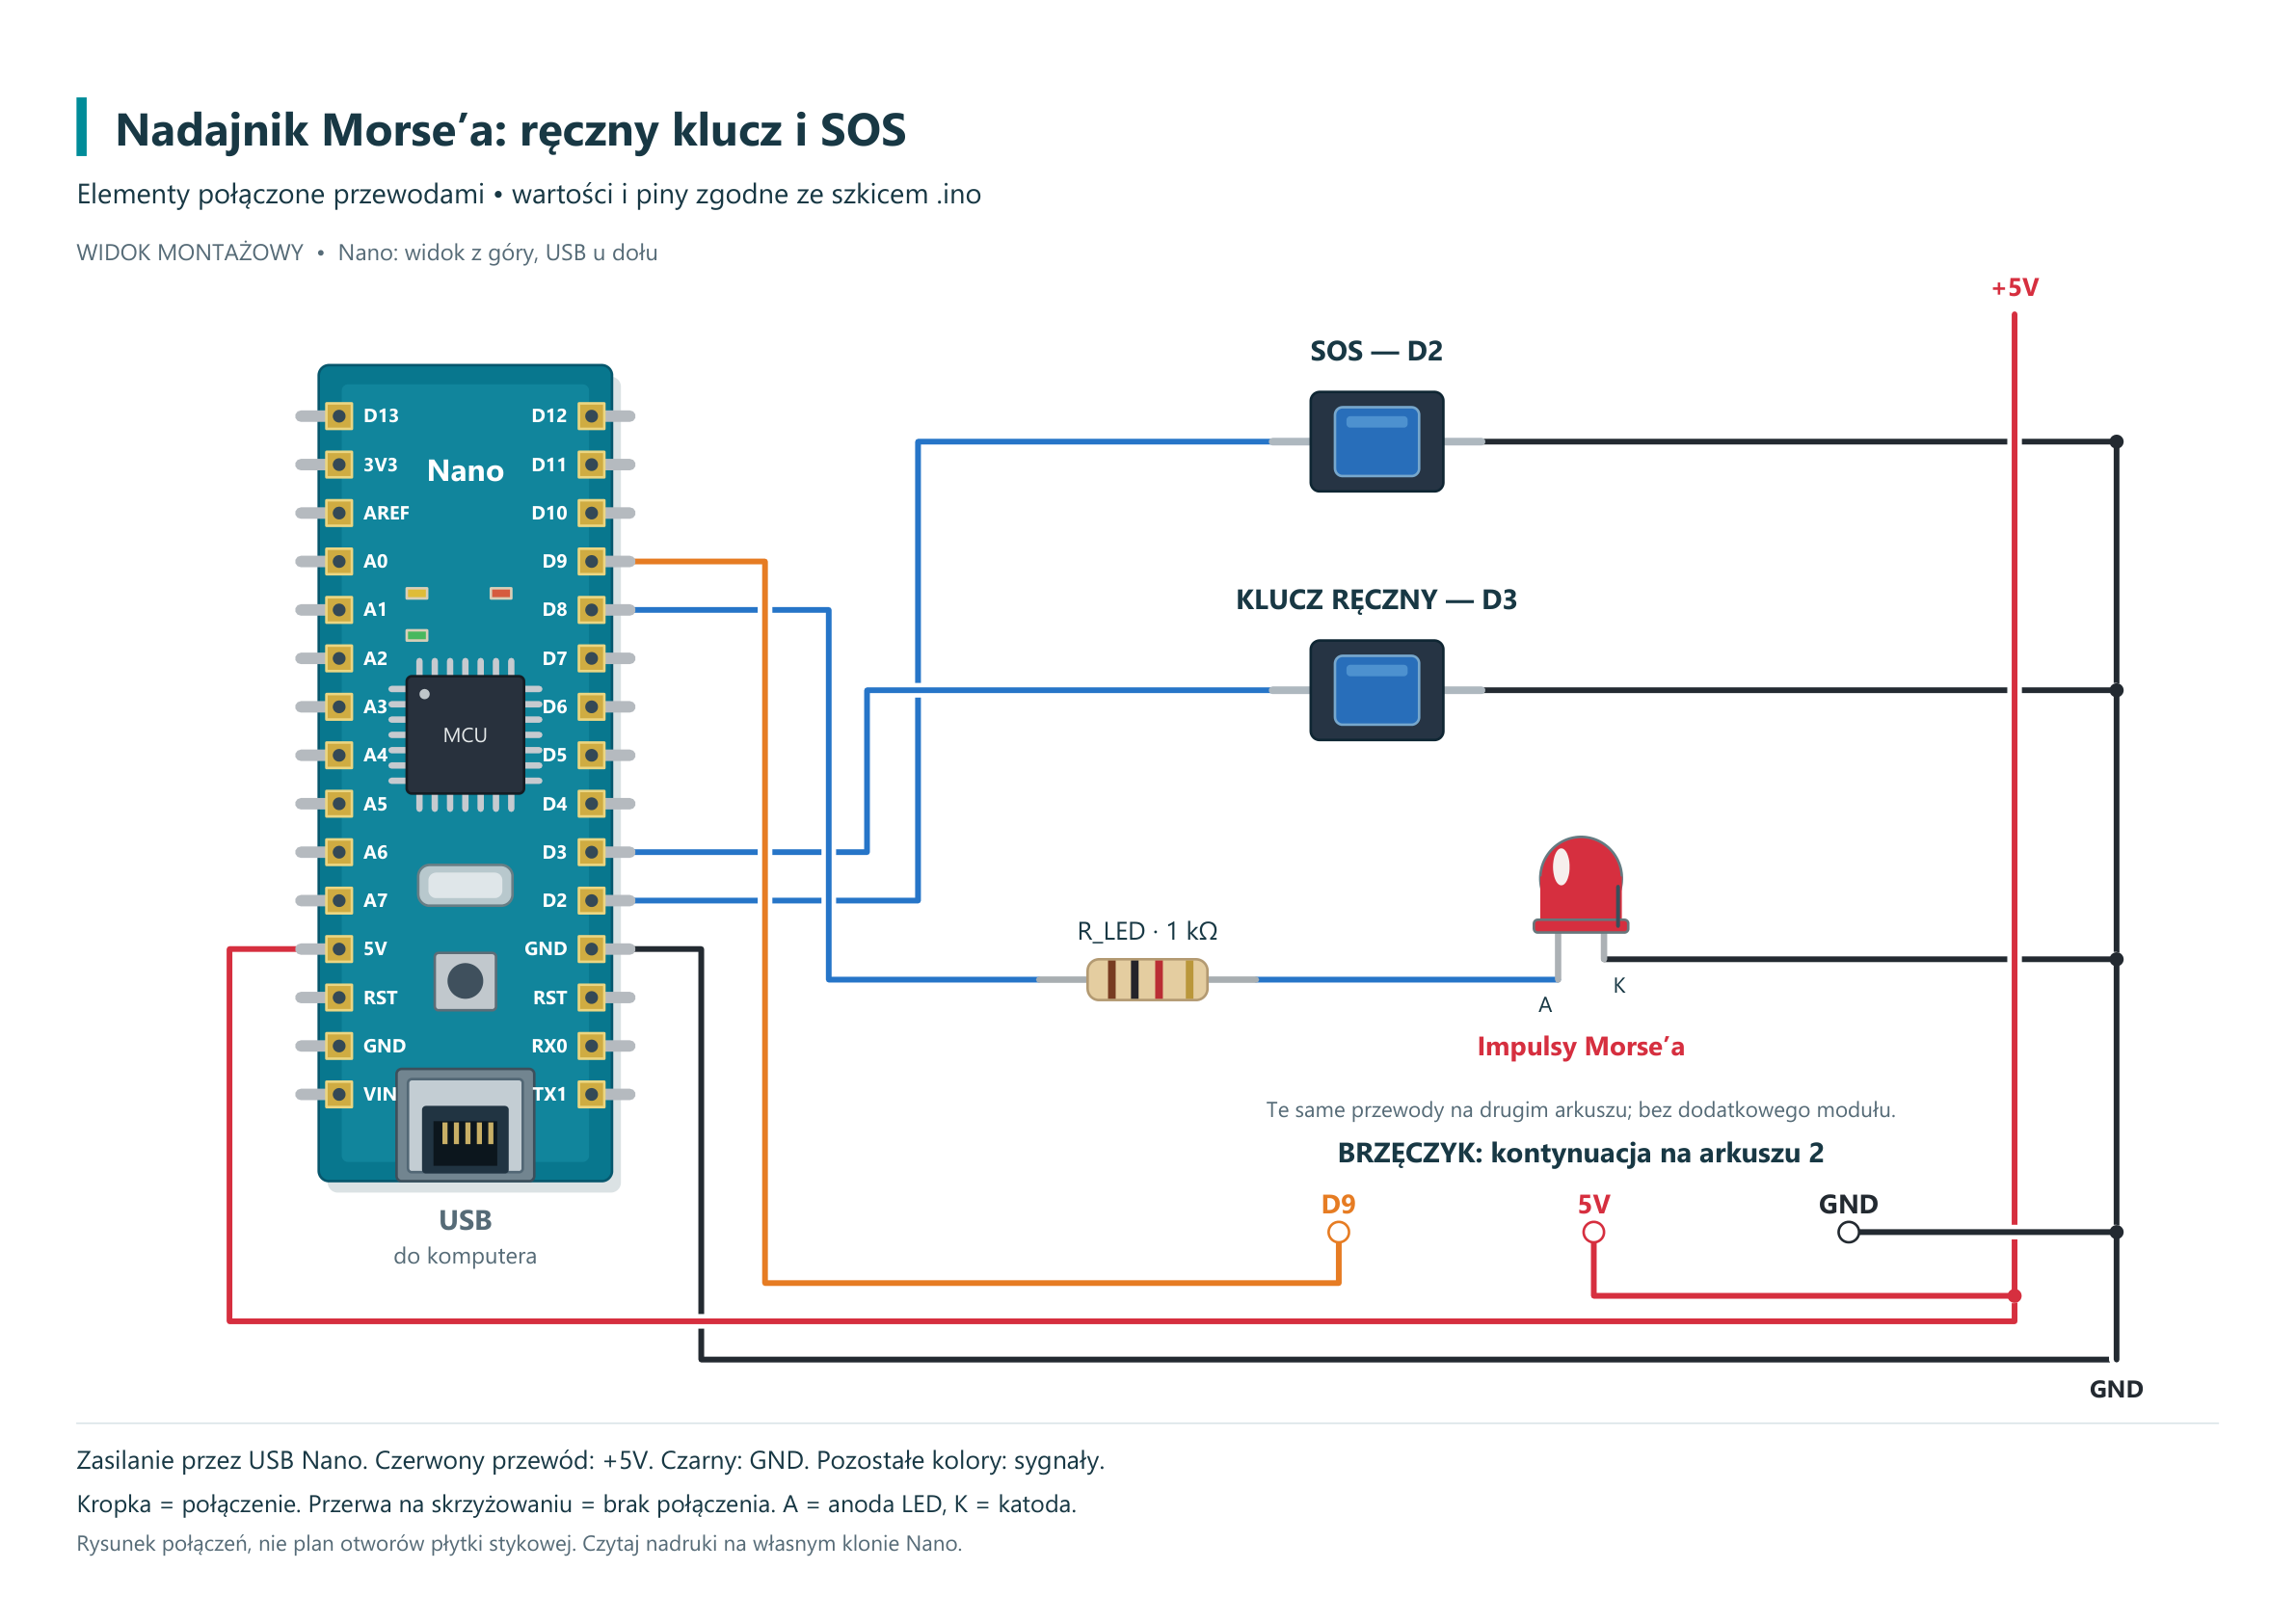 Nadajnik Morse’a: ręczny klucz i SOS
Elementy połączone przewodami • wartości i piny zgodne ze szkicem .ino
WIDOK MONTAŻOWY • Nano: widok z góry, USB u dołu
+5V
SOS — D2
D13 D12
3V3 Nano D11
AREF D10
A0 D9
A1 D8
KLUCZ RĘCZNY — D3
A2 D7
A3 D6
MCU
A4 D5
A5 D4
A6 D3
A7 D2
R_LED · 1 kΩ
5V GND
A K
RST RST
Impulsy Morse’a
GND RX0
VIN TX1
Te same przewody na drugim arkuszu; bez dodatkowego modułu.
BRZĘCZYK: kontynuacja na arkuszu 2
D9 5V GND
USB
do komputera
GND
Zasilanie przez USB Nano. Czerwony przewód: +5V. Czarny: GND. Pozostałe kolory: sygnały.
Kropka = połączenie. Przerwa na skrzyżowaniu = brak połączenia. A = anoda LED, K = katoda.
Rysunek połączeń, nie plan otworów płytki stykowej. Czytaj nadruki na własnym klonie Nano.